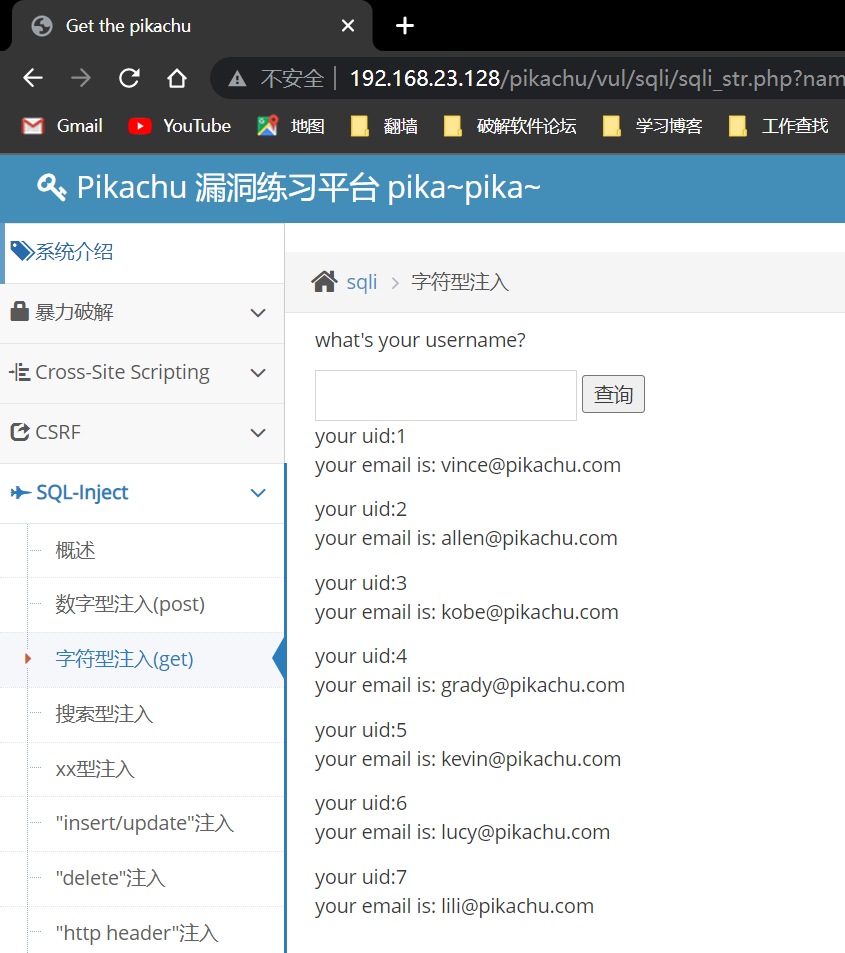 Get the pikachu
不安全 192.168.23.128/pikachu/vul/sqli/sqli_str.php?nam
Gmail YouTube 地图 翻墙 破解软件论坛 学习博客 工作查找
Pikachu 漏洞练习平台 pika~pika~
系统介绍
暴力破解
Cross-Site Scripting
CSRF
SQL-Inject
概述
数字型注入(post)
字符型注入(get)
搜索型注入
xx型注入
"insert/update"注入
"delete"注入
"http header"注入
sqli 字符型注入
what's your username?
查询
your uid:1
your email is: vince@pikachu.com
your uid:2
your email is: allen@pikachu.com
your uid:3
your email is: kobe@pikachu.com
your uid:4
your email is: grady@pikachu.com
your uid:5
your email is: kevin@pikachu.com
your uid:6
your email is: lucy@pikachu.com
your uid:7
your email is: lili@pikachu.com